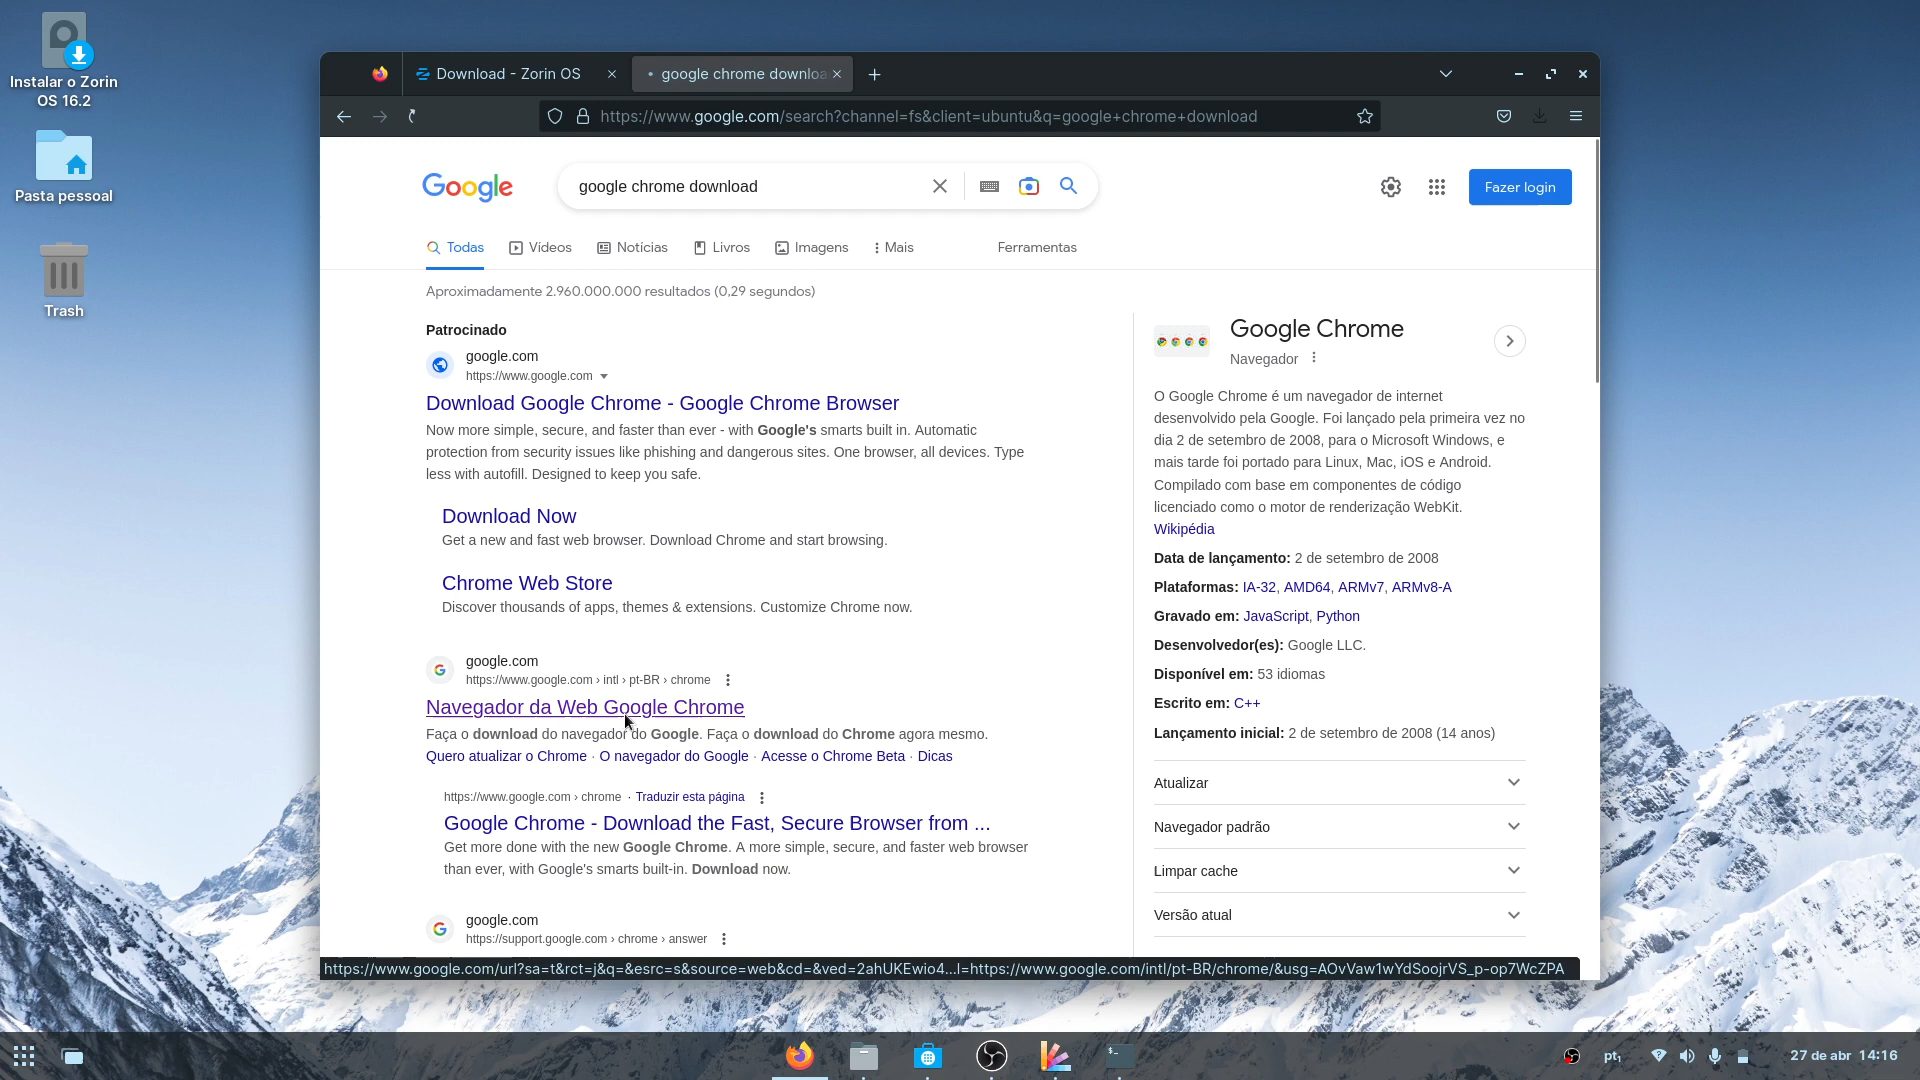 Instalar o Zorin
OS 16.2
Pasta pessoal
Trash
Download - Zorin OS
google chrome downloa
https://www.google.com/search?channel=fs&client=ubuntu&q=google+chrome+download
Google
google chrome download
Fazer login
Todas
Vídeos
Notícias
Livros
Imagens
Mais
Ferramentas
Aproximadamente 2.960.000.000 resultados (0,29 segundos)
Patrocinado
google.com
https://www.google.com
Download Google Chrome - Google Chrome Browser
Now more simple, secure, and faster than ever - with Google's smarts built in. Automatic
protection from security issues like phishing and dangerous sites. One browser, all devices. Type
less with autofill. Designed to keep you safe.
Download Now
Get a new and fast web browser. Download Chrome and start browsing.
Chrome Web Store
Discover thousands of apps, themes & extensions. Customize Chrome now.
google.com
https://www.google.com › intl › pt-BR › chrome
Navegador da Web Google Chrome
Faça o download do navegador do Google. Faça o download do Chrome agora mesmo.
Quero atualizar o Chrome · O navegador do Google · Acesse o Chrome Beta · Dicas
https://www.google.com › chrome · Traduzir esta página
Google Chrome - Download the Fast, Secure Browser from ...
Get more done with the new Google Chrome. A more simple, secure, and faster web browser
than ever, with Google's smarts built-in. Download now.
google.com
https://support.google.com › chrome › answer
Google Chrome
Navegador
O Google Chrome é um navegador de internet
desenvolvido pela Google. Foi lançado pela primeira vez no
dia 2 de setembro de 2008, para o Microsoft Windows, e
mais tarde foi portado para Linux, Mac, iOS e Android.
Compilado com base em componentes de código
licenciado como o motor de renderização WebKit.
Wikipédia
Data de lançamento: 2 de setembro de 2008
Plataformas: IA-32, AMD64, ARMv7, ARMv8-A
Gravado em: JavaScript, Python
Desenvolvedor(es): Google LLC.
Disponível em: 53 idiomas
Escrito em: C++
Lançamento inicial: 2 de setembro de 2008 (14 anos)
Atualizar
Navegador padrão
Limpar cache
Versão atual
https://www.google.com/url?sa=t&rct=j&q=&esrc=s&source=web&cd=&ved=2ahUKEwio4…l=https://www.google.com/intl/pt-BR/chrome/&usg=AOvVaw1wYdSoojrVS_p-op7WcZPA
pt₁
27 de abr 14:16